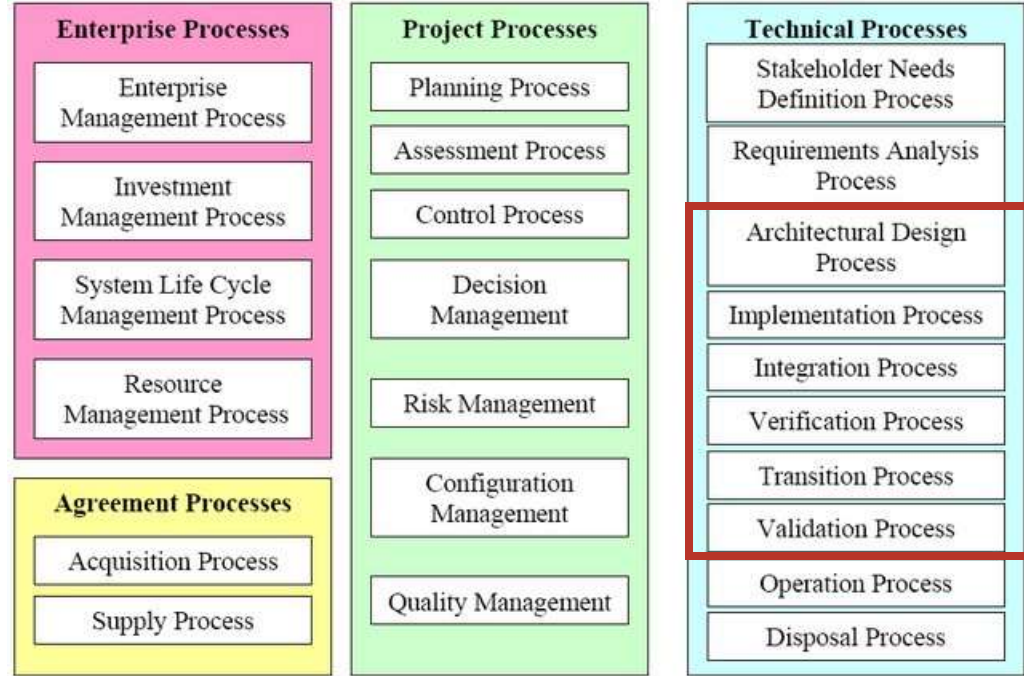 Enterprise Processes
Enterprise
Management Process
Investment
Management Process
System Life Cycle
Management Process
Resource
Management Process
Agreement Processes
Acquisition Process
Supply Process
Project Processes
Planning Process
Assessment Process
Control Process
Decision
Management
Risk Management
Configuration
Management
Quality Management
Technical Processes
Stakeholder Needs
Definition Process
Requirements Analysis
Process
Architectural Design
Process
Implementation Process
Integration Process
Verification Process
Transition Process
Validation Process
Operation Process
Disposal Process